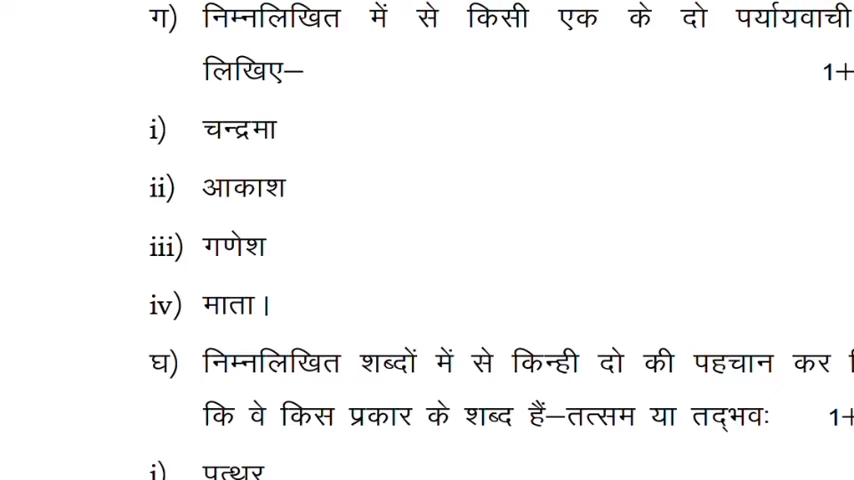 ग) निम्नलिखित में से किसी एक के दो पर्यायवाची
लिखिए– 1+
i) चन्द्रमा
ii) आकाश
iii) गणेश
iv) माता।
घ) निम्नलिखित शब्दों में से किन्ही दो की पहचान कर
कि वे किस प्रकार के शब्द हैं–तत्सम या तद्भवः 1+
i) पत्थर